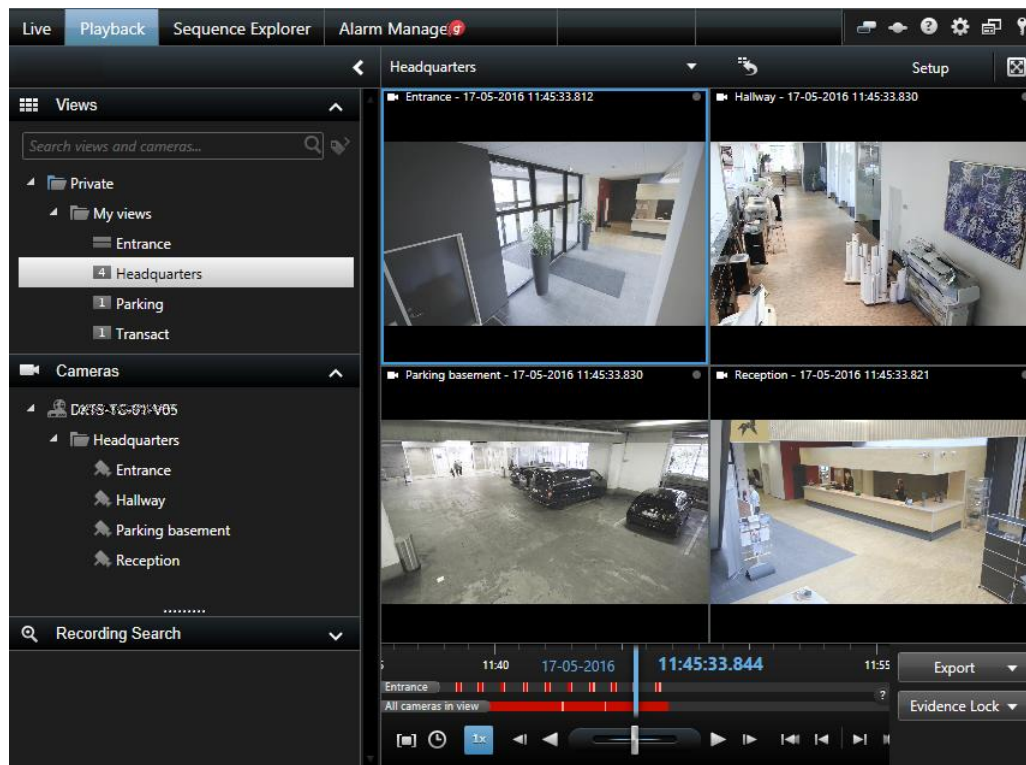 Live Playback Sequence Explorer Alarm Manager
Headquarters Setup
Views
Search views and cameras...
Private
My views
Entrance
4 Headquarters
1 Parking
1 Transact
Cameras
Headquarters
Entrance
Hallway
Parking basement
Reception
Recording Search
Entrance - 17-05-2016 11:45:33.812
Hallway - 17-05-2016 11:45:33.830
Parking basement - 17-05-2016 11:45:33.830
Reception - 17-05-2016 11:45:33.821
11:40 17-05-2016 11:45:33.844 11:55
Entrance
?
All cameras in view
1x
Export
Evidence Lock